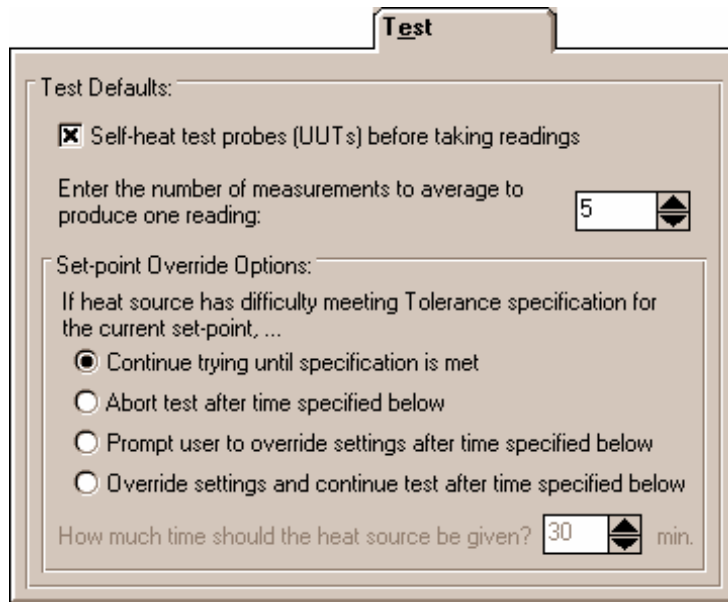 Test
Test Defaults:
Self-heat test probes (UUTs) before taking readings
Enter the number of measurements to average to
produce one reading:
5
Set-point Override Options:
If heat source has difficulty meeting Tolerance specification for
the current set-point, ...
Continue trying until specification is met
Abort test after time specified below
Prompt user to override settings after time specified below
Override settings and continue test after time specified below
How much time should the heat source be given? 30 min.